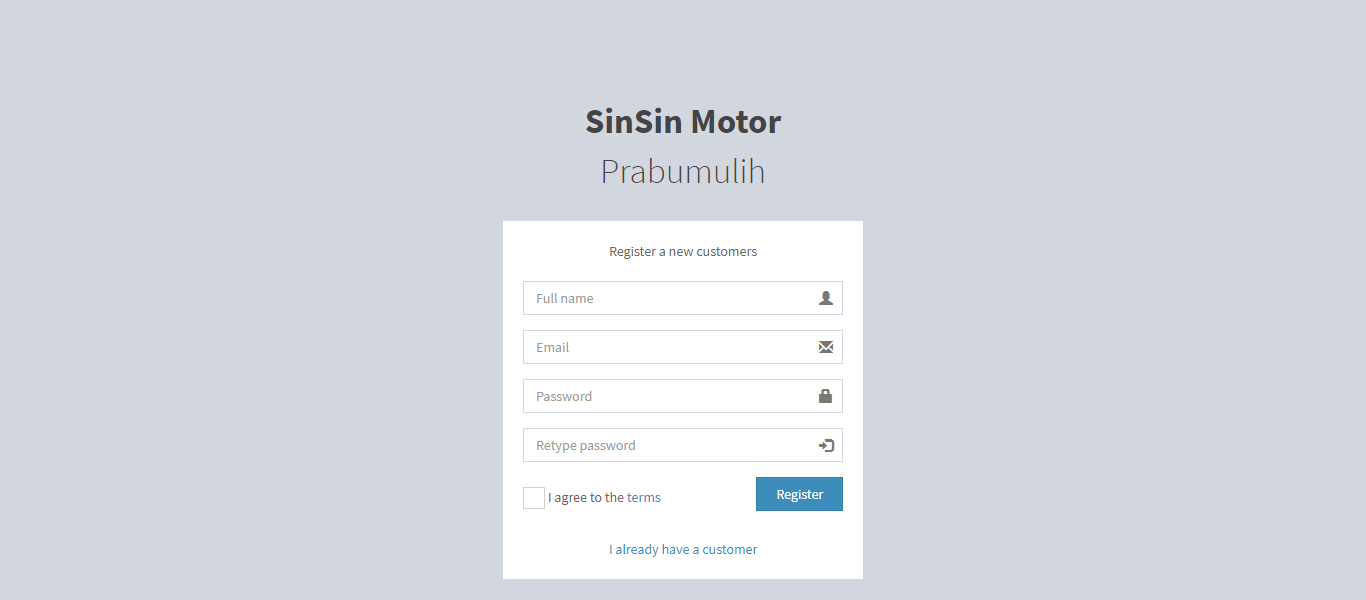 SinSin Motor
Prabumulih
Register a new customers
Full name
Email
Password
Retype password
I agree to the terms
Register
I already have a customer